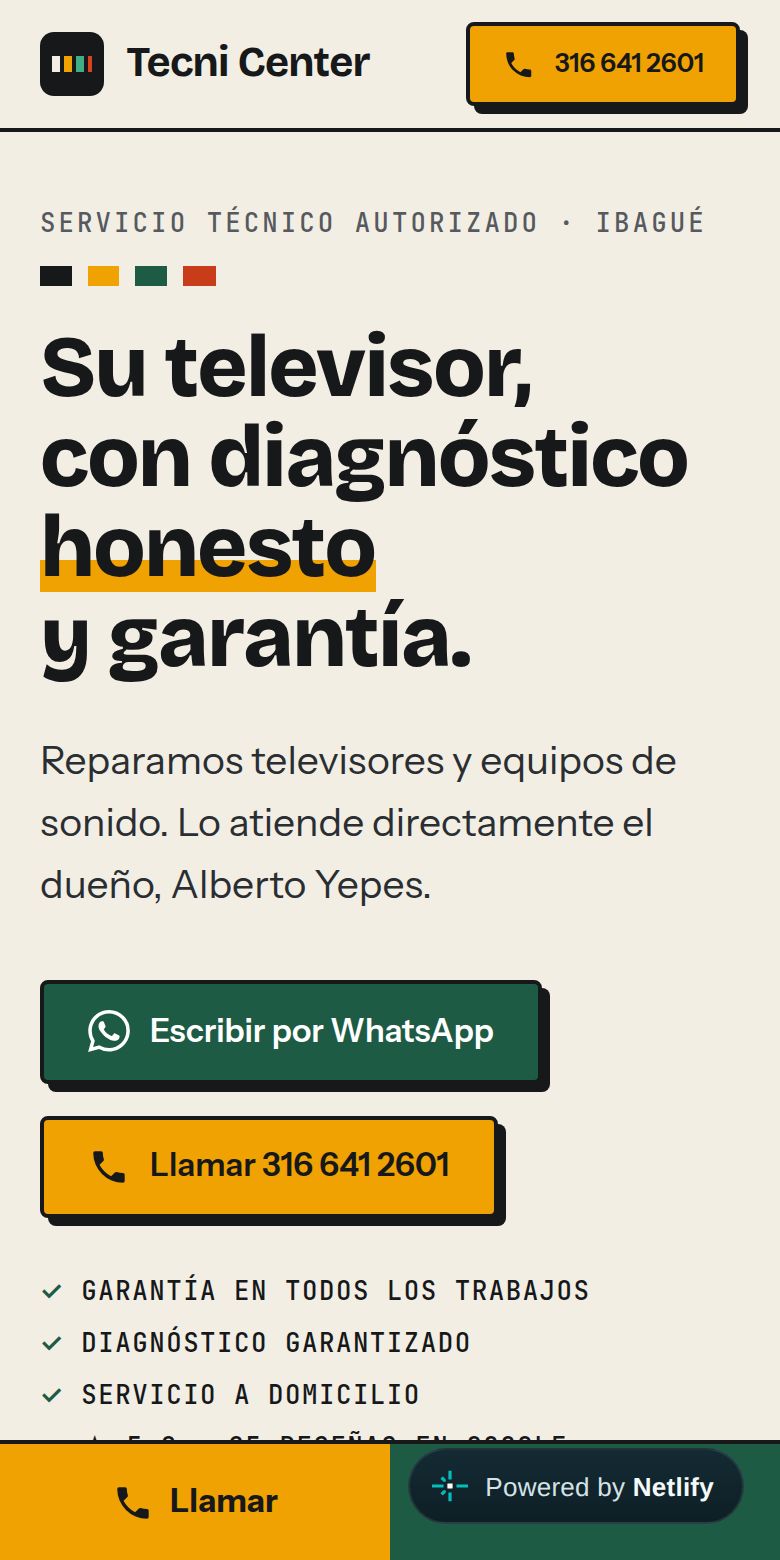 Tecni Center
316 641 2601
SERVICIO TÉCNICO AUTORIZADO · IBAGUÉ
Su televisor,
con diagnóstico
honesto
y garantía.
Reparamos televisores y equipos de
sonido. Lo atiende directamente el
dueño, Alberto Yepes.
Escribir por WhatsApp
Llamar 316 641 2601
GARANTÍA EN TODOS LOS TRABAJOS
DIAGNÓSTICO GARANTIZADO
SERVICIO A DOMICILIO
Llamar
Powered by Netlify